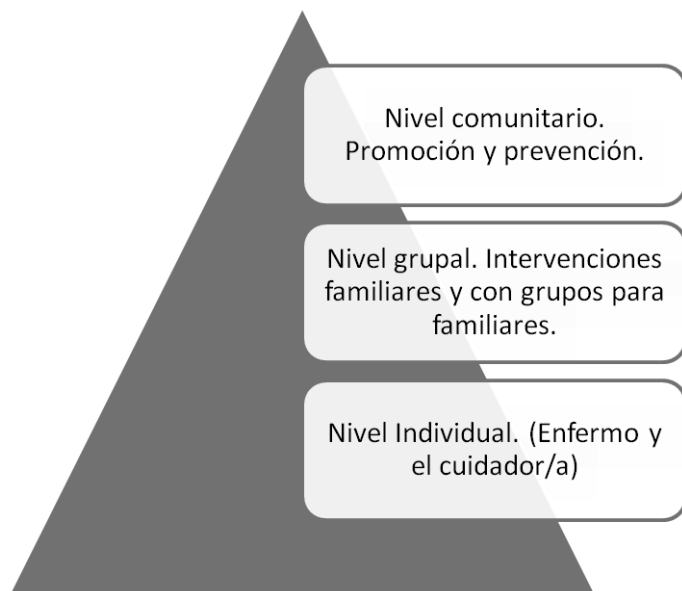 Nivel comunitario.
Promoción y prevención.
Nivel grupal. Intervenciones
familiares y con grupos para
familiares.
Nivel Individual. (Enfermo y
el cuidador/a)